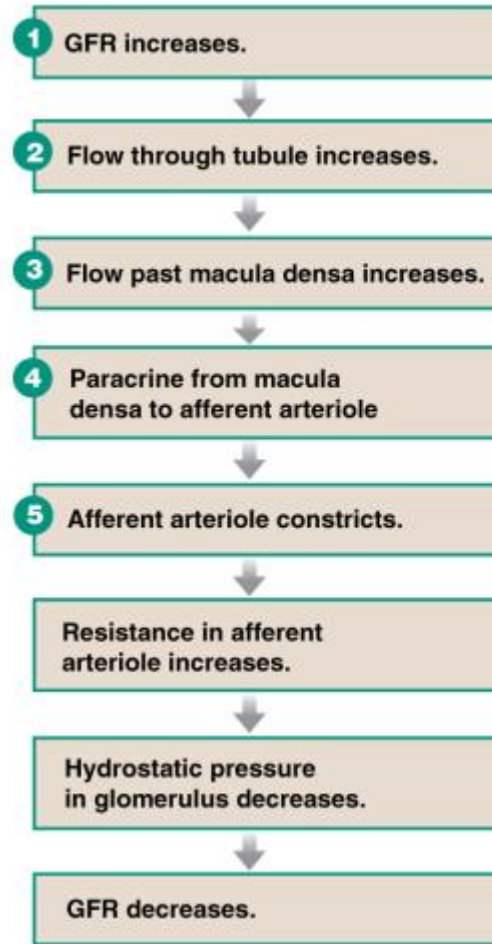 1 GFR increases.
2 Flow through tubule increases.
3 Flow past macula densa increases.
4 Paracrine from macula
densa to afferent arteriole
5 Afferent arteriole constricts.
Resistance in afferent
arteriole increases.
Hydrostatic pressure
in glomerulus decreases.
GFR decreases.